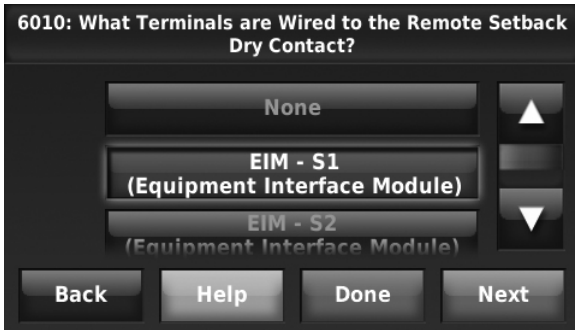 6010: What Terminals are Wired to the Remote Setback
Dry Contact?
None
EIM - S1
(Equipment Interface Module)
EIM - S2
(Equipment Interface Module)
Back
Help
Done
Next